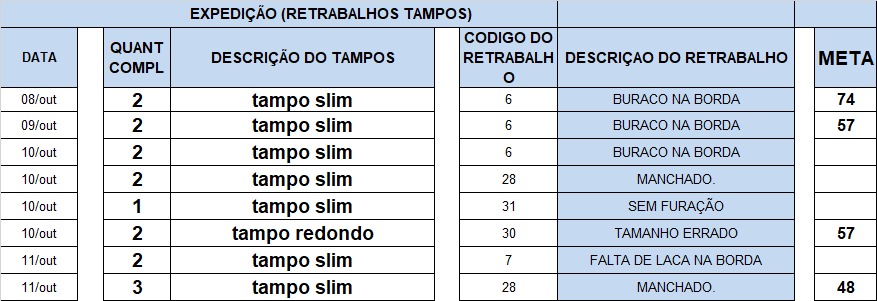 EXPEDIÇÃO (RETRABALHOS TAMPOS)
DATA QUANT COMPL DESCRIÇÃO DO TAMPOS CODIGO DO RETRABALHO DESCRIÇAO DO RETRABALHO META
08/out 2 tampo slim 6 BURACO NA BORDA 74
09/out 2 tampo slim 6 BURACO NA BORDA 57
10/out 2 tampo slim 6 BURACO NA BORDA
10/out 2 tampo slim 28 MANCHADO.
10/out 1 tampo slim 31 SEM FURAÇÃO
10/out 2 tampo redondo 30 TAMANHO ERRADO 57
11/out 2 tampo slim 7 FALTA DE LACA NA BORDA
11/out 3 tampo slim 28 MANCHADO. 48